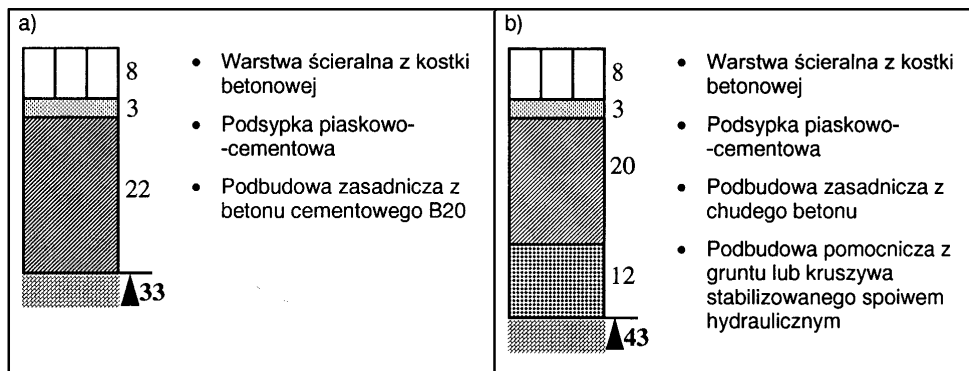 a)
8
3
22
33
• Warstwa ścieralna z kostki
betonowej
• Podsypka piaskowo-
-cementowa
• Podbudowa zasadnicza z
betonu cementowego B20
b)
8
3
20
12
43
• Warstwa ścieralna z kostki
betonowej
• Podsypka piaskowo-
-cementowa
• Podbudowa zasadnicza z
chudego betonu
• Podbudowa pomocnicza z
gruntu lub kruszywa
stabilizowanego spoiwem
hydraulicznym